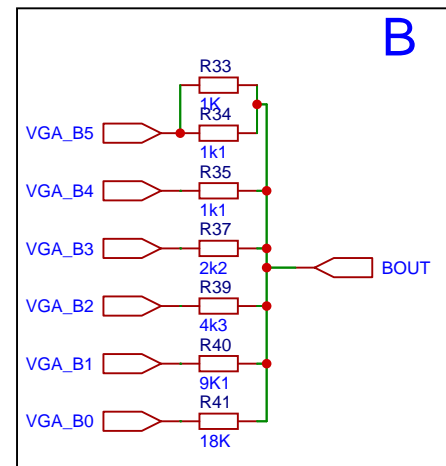 B
R33
1K
R34
VGA_B5
1k1
R35
VGA_B4
1k1
R37
VGA_B3
2k2
BOUT
R39
VGA_B2
4k3
R40
VGA_B1
9K1
R41
VGA_B0
18K